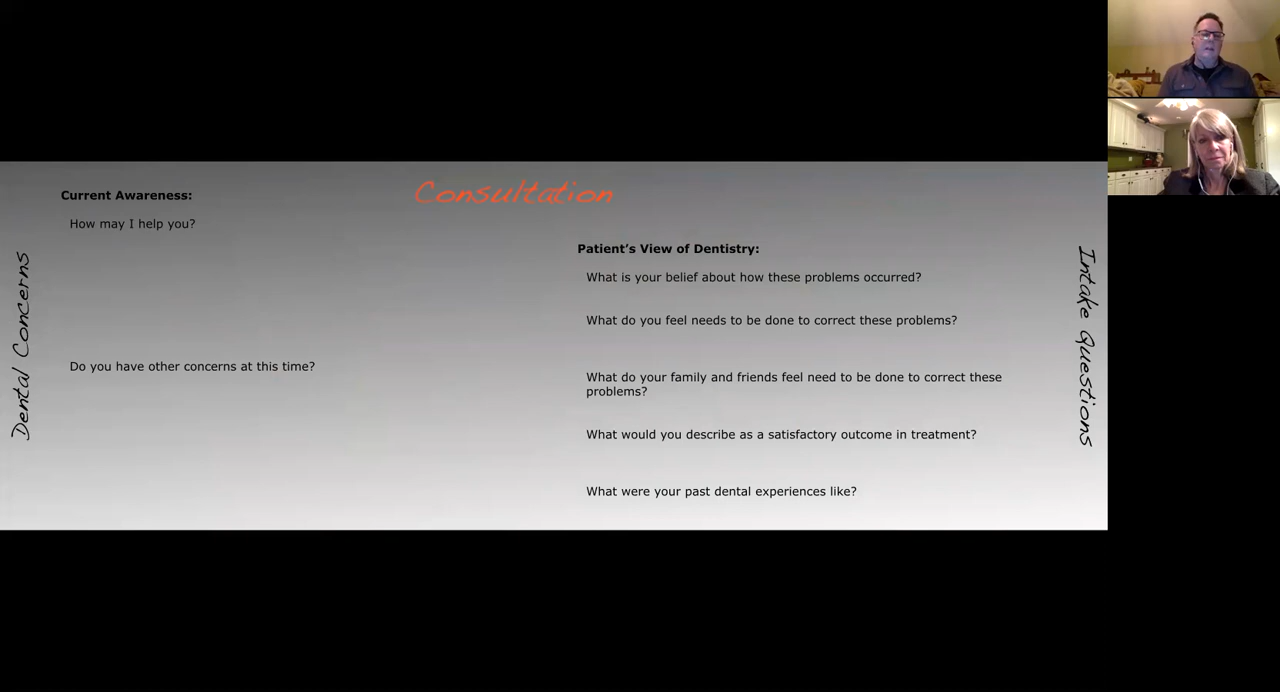 Consultation
Dental Concerns
Current Awareness:
How may I help you?
Do you have other concerns at this time?
Patient’s View of Dentistry:
What is your belief about how these problems occurred?
What do you feel needs to be done to correct these problems?
What do your family and friends feel need to be done to correct these
problems?
What would you describe as a satisfactory outcome in treatment?
What were your past dental experiences like?
Intake Questions